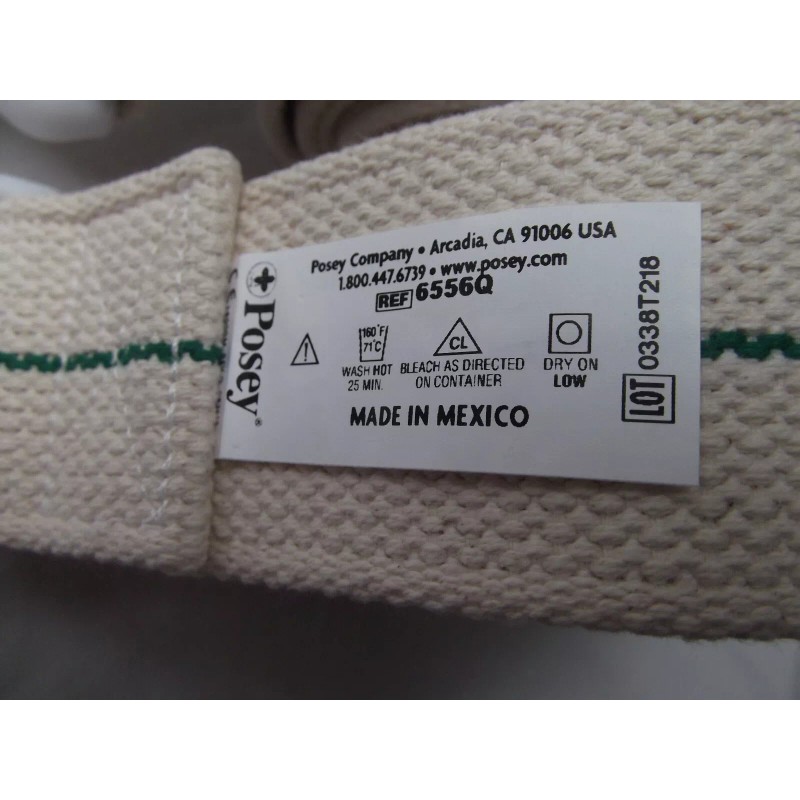 Posey Company • Arcadia, CA 91006 USA
1.800.447.6739 • www.posey.com
REF 6556Q
Posey®
160°F
71°C
WASH HOT
25 MIN.
CL
BLEACH AS DIRECTED
ON CONTAINER
DRY ON
LOW
MADE IN MEXICO
LOT 0338T218